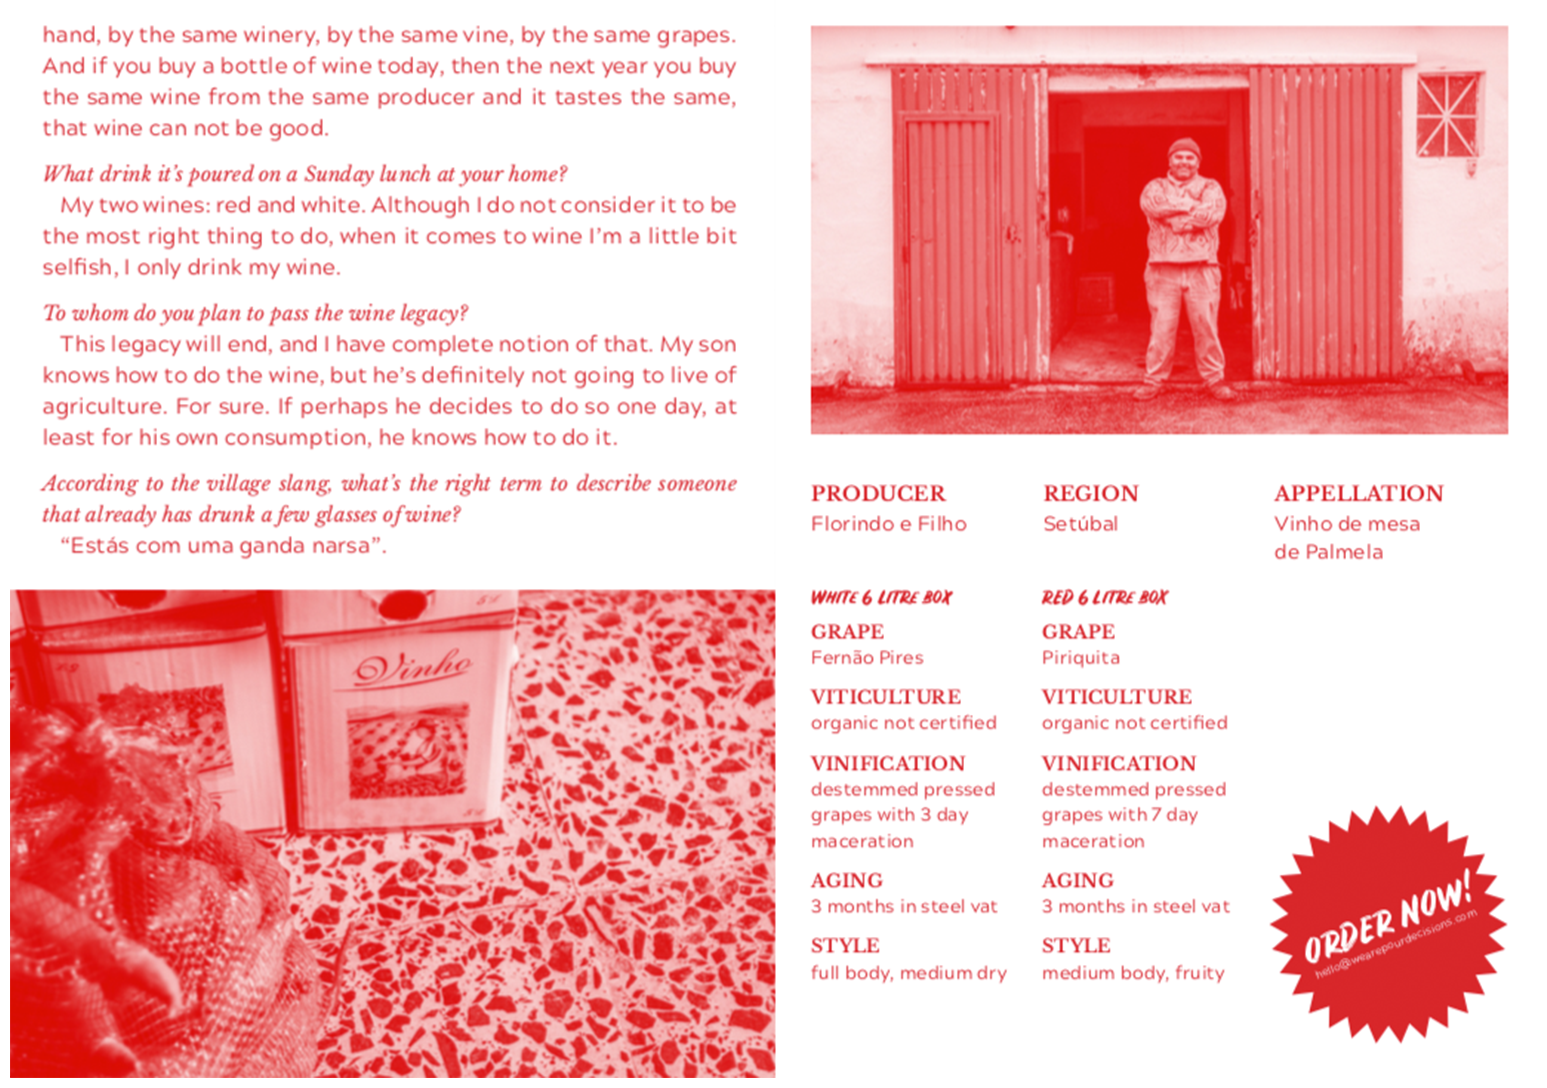 hand, by the same winery, by the same vine, by the same grapes.
And if you buy a bottle of wine today, then the next year you buy
the same wine from the same producer and it tastes the same,
that wine can not be good.
What drink it's poured on a Sunday lunch at your home?
My two wines: red and white. Although I do not consider it to be
the most right thing to do, when it comes to wine I'm a little bit
selfish, I only drink my wine.
To whom do you plan to pass the wine legacy?
This legacy will end, and I have complete notion of that. My son
knows how to do the wine, but he's definitely not going to live of
agriculture. For sure. If perhaps he decides to do so one day, at
least for his own consumption, he knows how to do it.
According to the village slang, what's the right term to describe someone
that already has drunk a few glasses of wine?
“Estás com uma ganda narsa”.
Vinho
PRODUCER
Florindo e Filho
REGION
Setúbal
APPELLATION
Vinho de mesa
de Palmela
WHITE 6 LITRE BOX
GRAPE
Fernão Pires
VITICULTURE
organic not certified
VINIFICATION
destemmed pressed
grapes with 3 day
maceration
AGING
3 months in steel vat
STYLE
full body, medium dry
RED 6 LITRE BOX
GRAPE
Piriquita
VITICULTURE
organic not certified
VINIFICATION
destemmed pressed
grapes with 7 day
maceration
AGING
3 months in steel vat
STYLE
medium body, fruity
ORDER NOW!
hello@wearepourdecisions.com